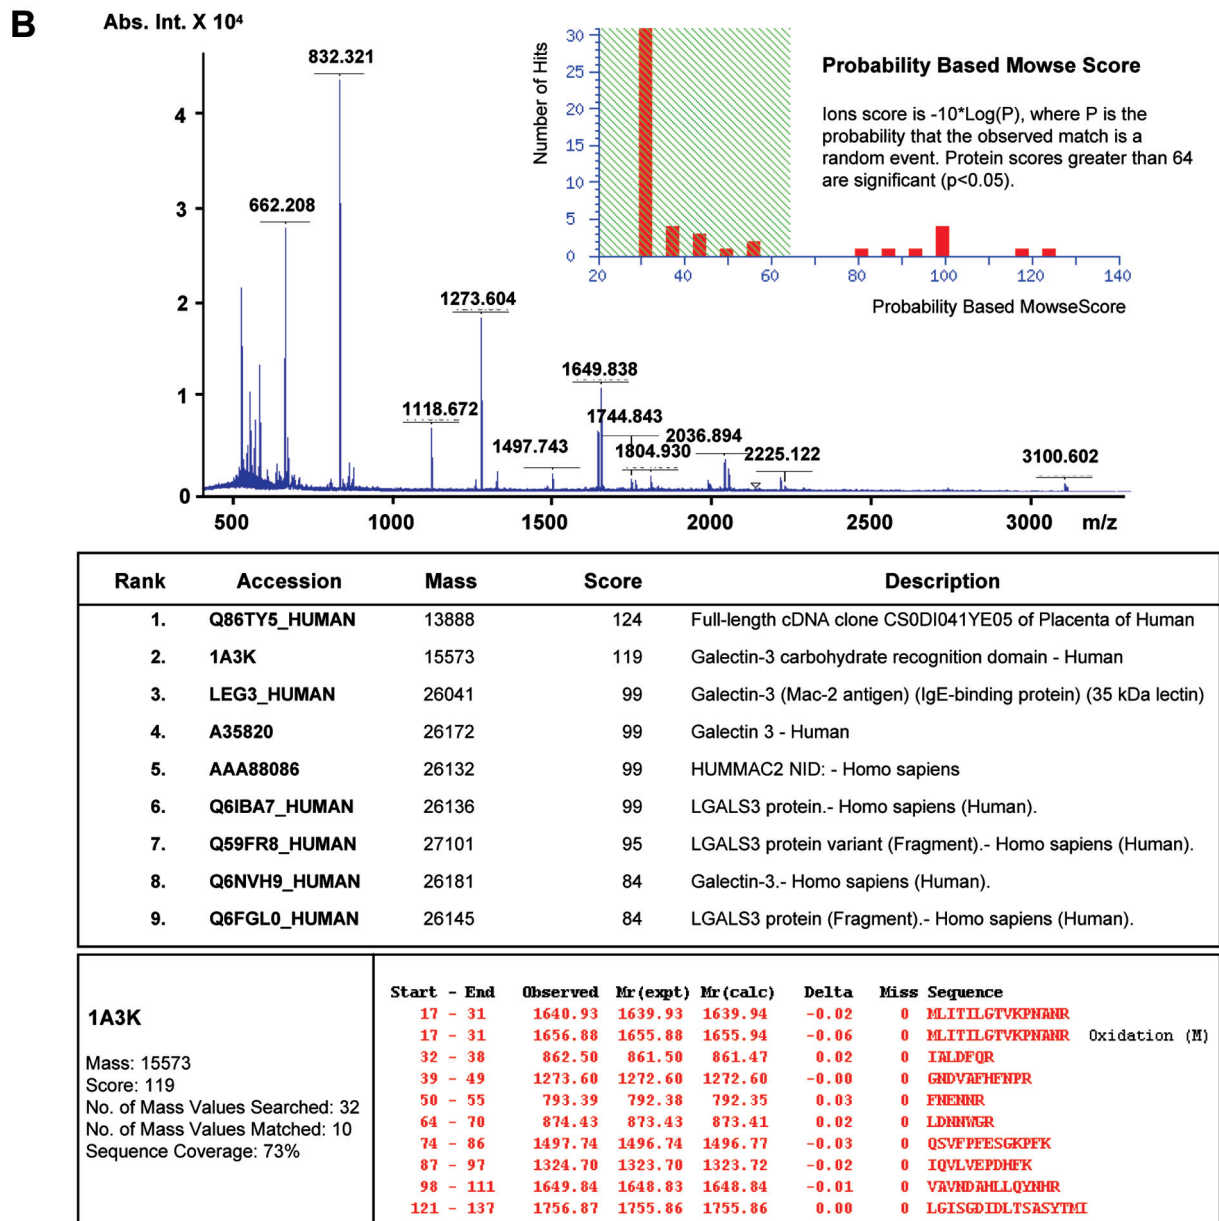 B
Abs. Int. X 10⁴
832.321
662.208
1273.604
1118.672
1497.743
1649.838
1744.843
1804.930
2036.894
2225.122
3100.602
4
3
2
1
0
500 1000 1500 2000 2500 3000 m/z
Number of Hits
30
25
20
15
10
5
0
20 40 60 80 100 120 140
Probability Based MowseScore
Probability Based Mowse Score
Ions score is -10*Log(P), where P is the
probability that the observed match is a
random event. Protein scores greater than 64
are significant (p<0.05).
Rank Accession Mass Score Description
1. Q86TY5_HUMAN 13888 124 Full-length cDNA clone CS0DI041YE05 of Placenta of Human
2. 1A3K 15573 119 Galectin-3 carbohydrate recognition domain - Human
3. LEG3_HUMAN 26041 99 Galectin-3 (Mac-2 antigen) (IgE-binding protein) (35 kDa lectin)
4. A35820 26172 99 Galectin 3 - Human
5. AAA88086 26132 99 HUMMAC2 NID: - Homo sapiens
6. Q6IBA7_HUMAN 26136 99 LGALS3 protein.- Homo sapiens (Human).
7. Q59FR8_HUMAN 27101 95 LGALS3 protein variant (Fragment).- Homo sapiens (Human).
8. Q6NVH9_HUMAN 26181 84 Galectin-3.- Homo sapiens (Human).
9. Q6FGL0_HUMAN 26145 84 LGALS3 protein (Fragment).- Homo sapiens (Human).
1A3K
Mass: 15573
Score: 119
No. of Mass Values Searched: 32
No. of Mass Values Matched: 10
Sequence Coverage: 73%
Start - End Observed Mr(expt) Mr(calc) Delta Miss Sequence
17 - 31 1640.93 1639.93 1639.94 -0.02 0 MLITILGTVKPNANR
17 - 31 1656.88 1655.88 1655.94 -0.06 0 MLITILGTVKPNANR Oxidation (M)
32 - 38 862.50 861.50 861.47 0.02 0 IALDFQR
39 - 49 1273.60 1272.60 1272.60 -0.00 0 GNDVAFHFNPR
50 - 55 793.39 792.38 792.35 0.03 0 FNENNR
64 - 70 874.43 873.43 873.41 0.02 0 LDNNWGR
74 - 86 1497.74 1496.74 1496.77 -0.03 0 QSVFPFESGKPFK
87 - 97 1324.70 1323.70 1323.72 -0.02 0 IQVLVEPDHFK
98 - 111 1649.84 1648.83 1648.84 -0.01 0 VAVNDAHLLQYNHR
121 - 137 1756.87 1755.86 1755.86 0.00 0 LGISGDIDLTSASYTMI